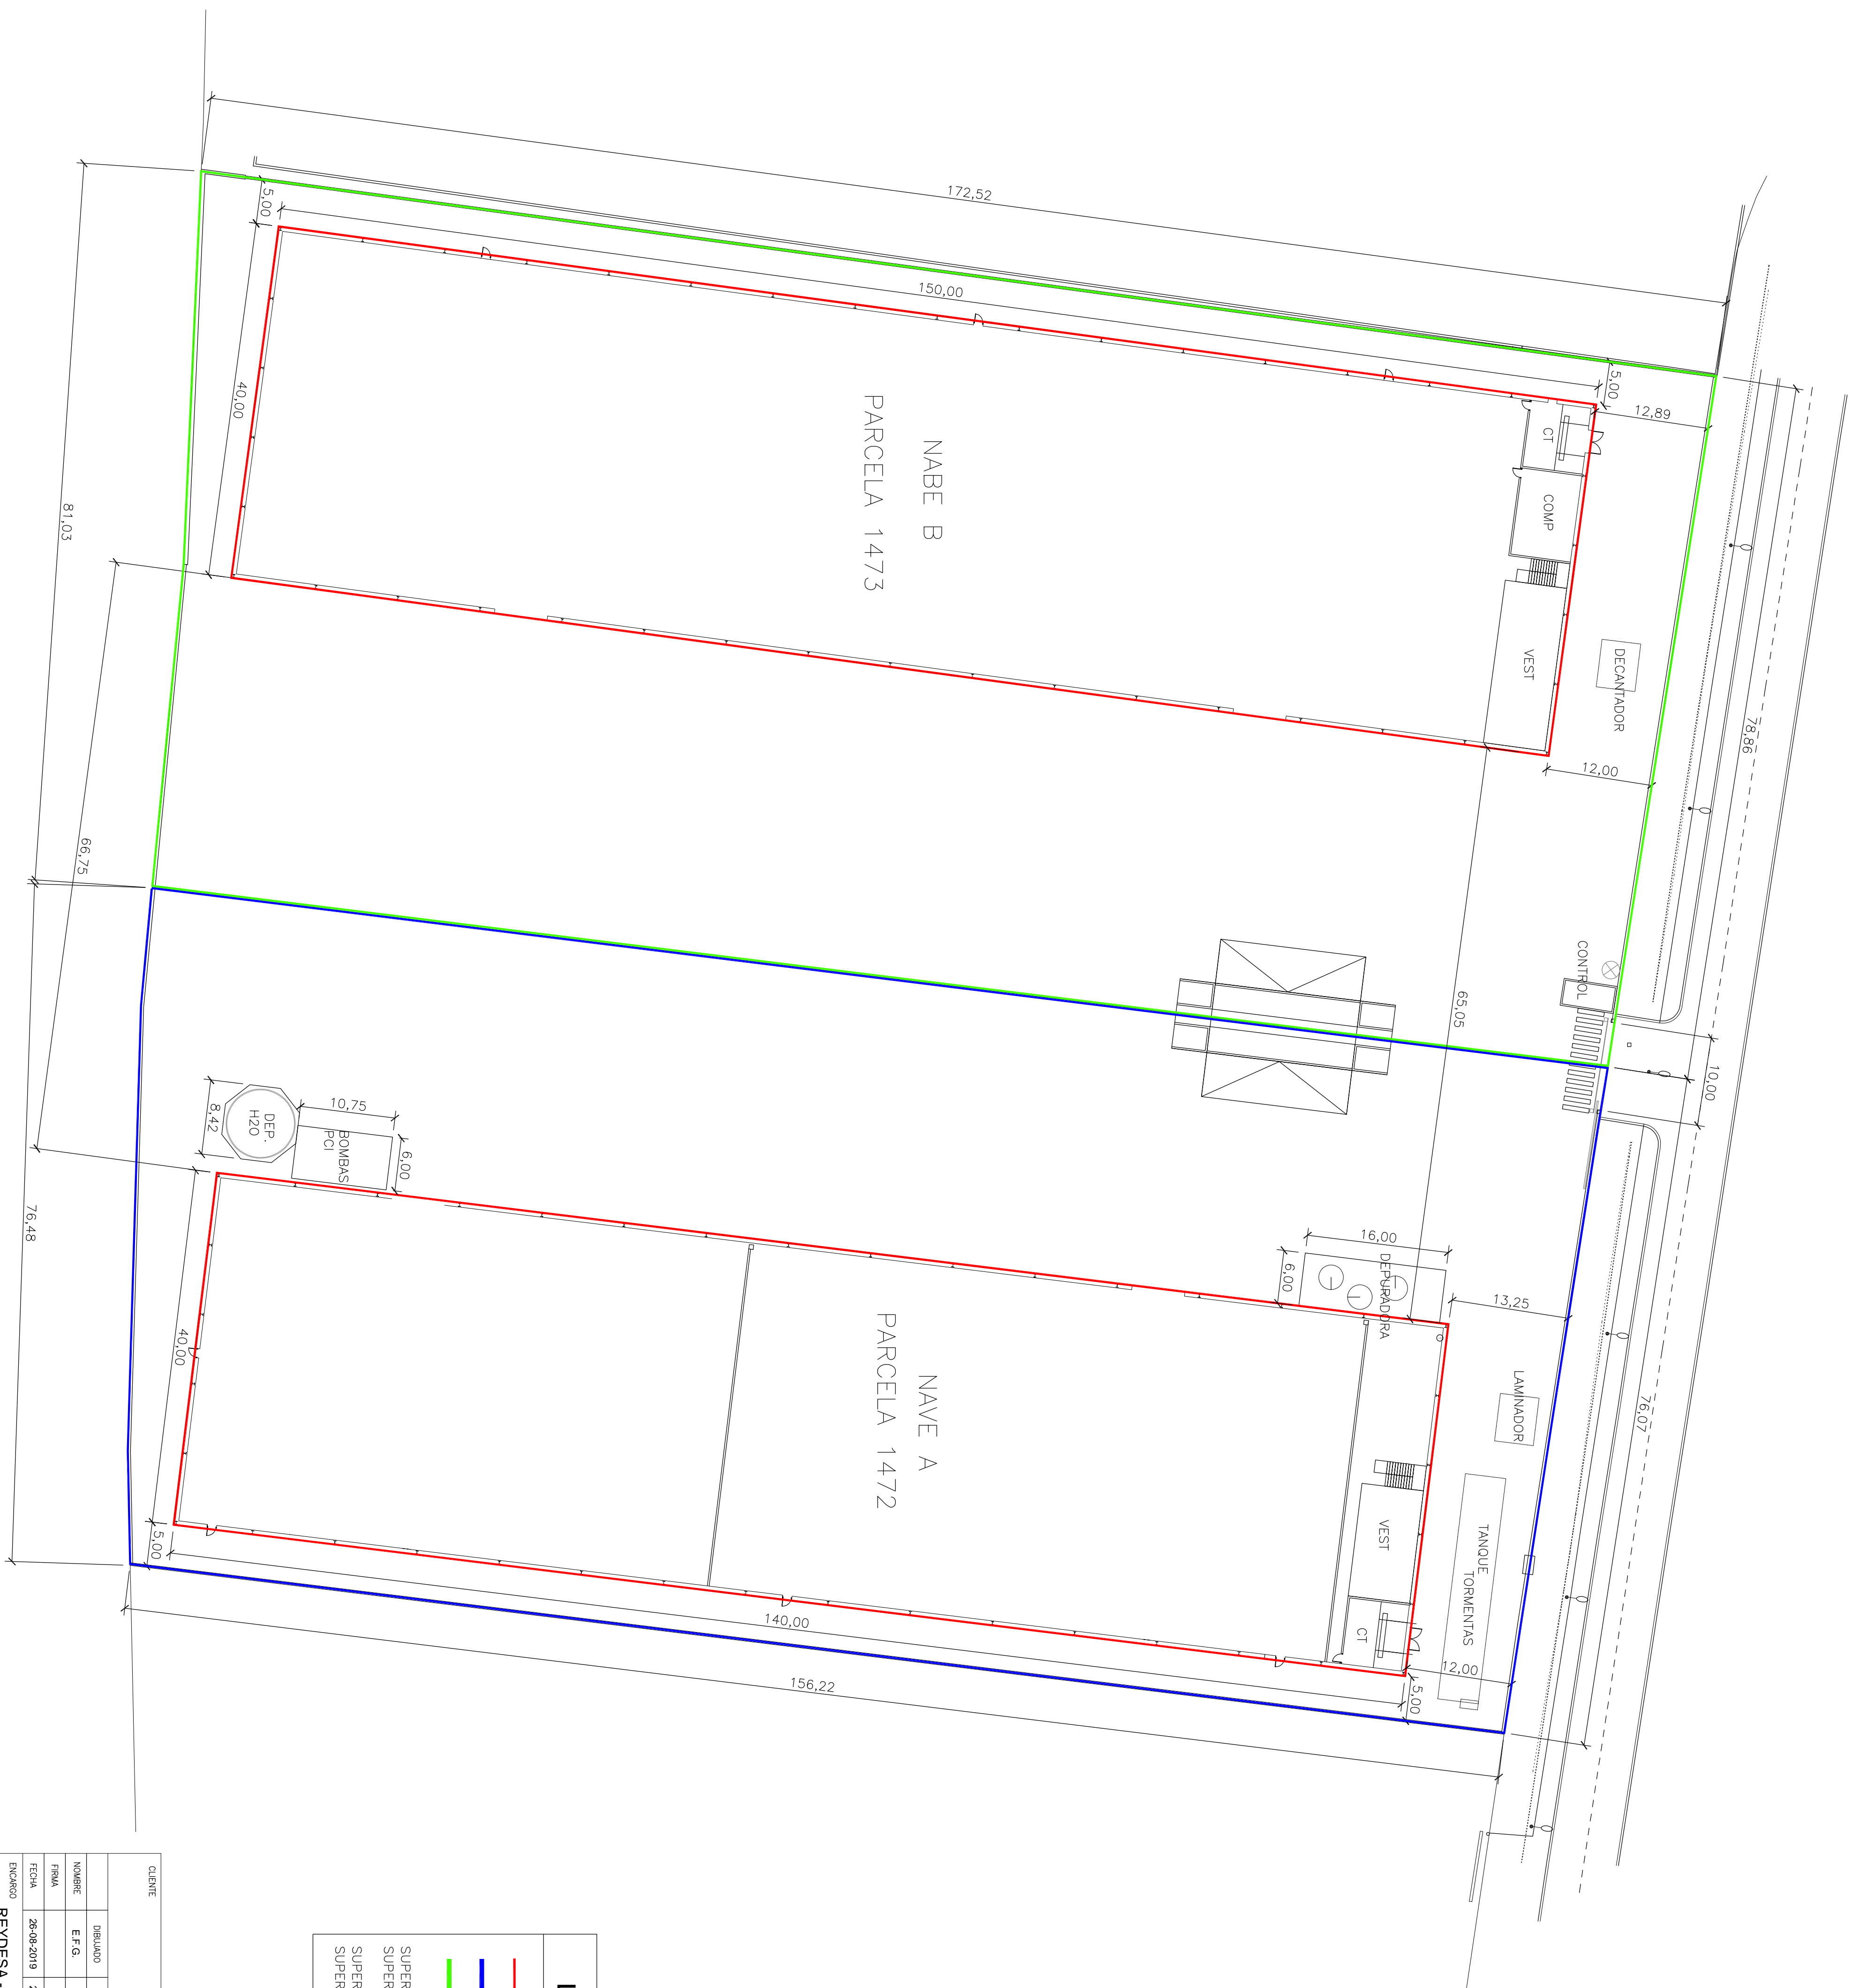 172,52
5,00
150,00
5,00
12,89
40,00
NABE B
PARCELA 1473
CT
COMP
VEST
DECANTADOR
12,00
78,86
81,03
66,75
65,05
CONTROL
10,00
8,42
DEP.
H2O
10,75
BOMBAS
PCI
6,00
76,48
16,00
6,00
DEPURADORA
13,25
LAMINADOR
76,07
40,00
NAVE A
PARCELA 1472
VEST
CT
TANQUE
TORMENTAS
12,00
5,00
5,00
140,00
156,22
CLIENTE
DIBUJADO
NOMBRE E.F.G.
FIRMA
FECHA 26-08-2019
ENCARGO
SUPER
SUPER
SUPER
SUPER